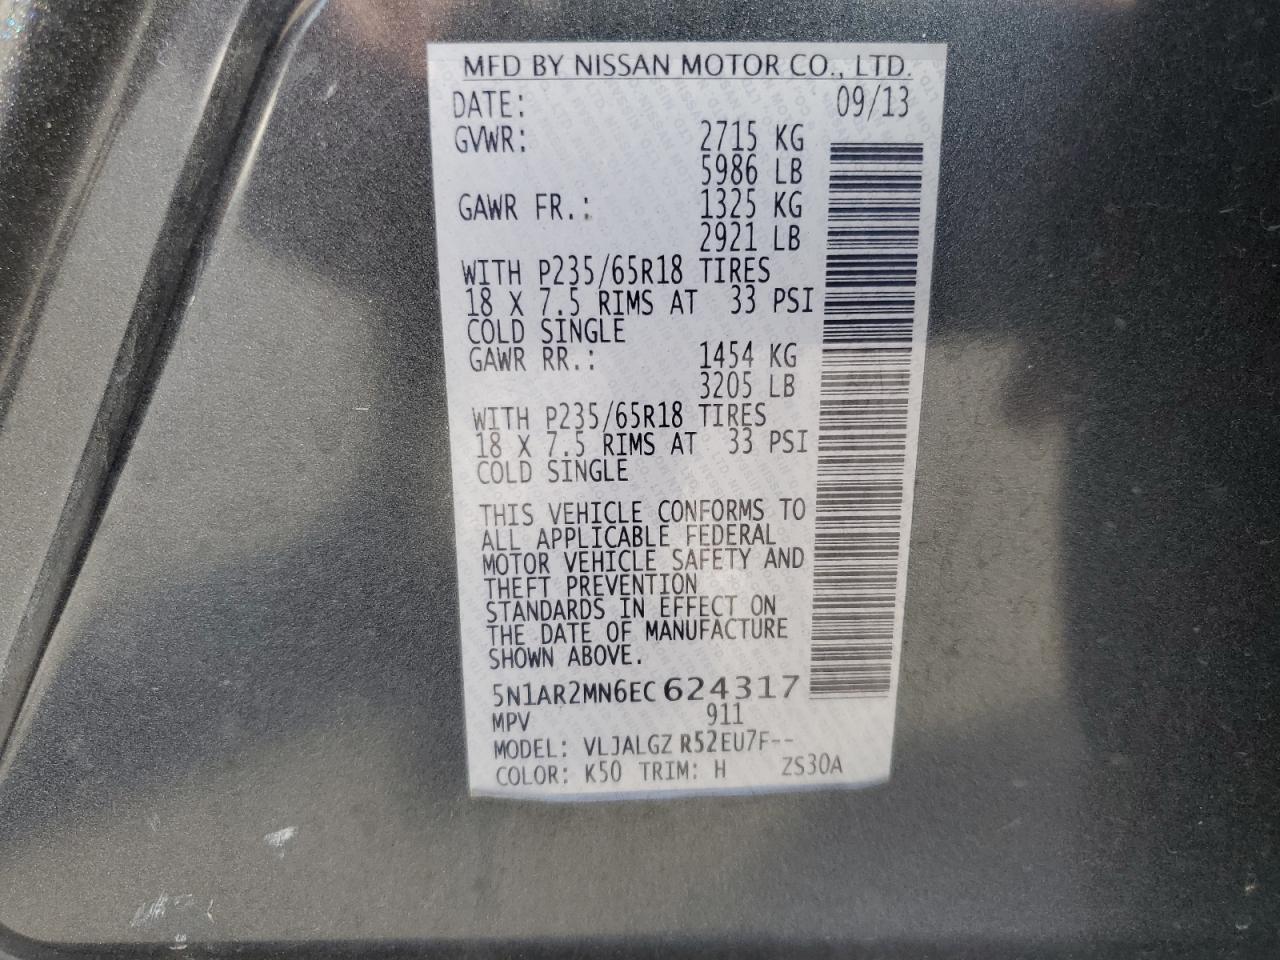 MFD BY NISSAN MOTOR CO., LTD.
DATE: 09/13
GVWR: 2715 KG
5986 LB
GAWR FR.: 1325 KG
2921 LB
WITH P235/65R18 TIRES
18 X 7.5 RIMS AT 33 PSI
COLD SINGLE
GAWR RR.: 1454 KG
3205 LB
WITH P235/65R18 TIRES
18 X 7.5 RIMS AT 33 PSI
COLD SINGLE
THIS VEHICLE CONFORMS TO
ALL APPLICABLE FEDERAL
MOTOR VEHICLE SAFETY AND
THEFT PREVENTION
STANDARDS IN EFFECT ON
THE DATE OF MANUFACTURE
SHOWN ABOVE.
5N1AR2MN6EC624317
MPV 911
MODEL: VLJALGZ R52EU7F--
COLOR: K50 TRIM: H ZS30A